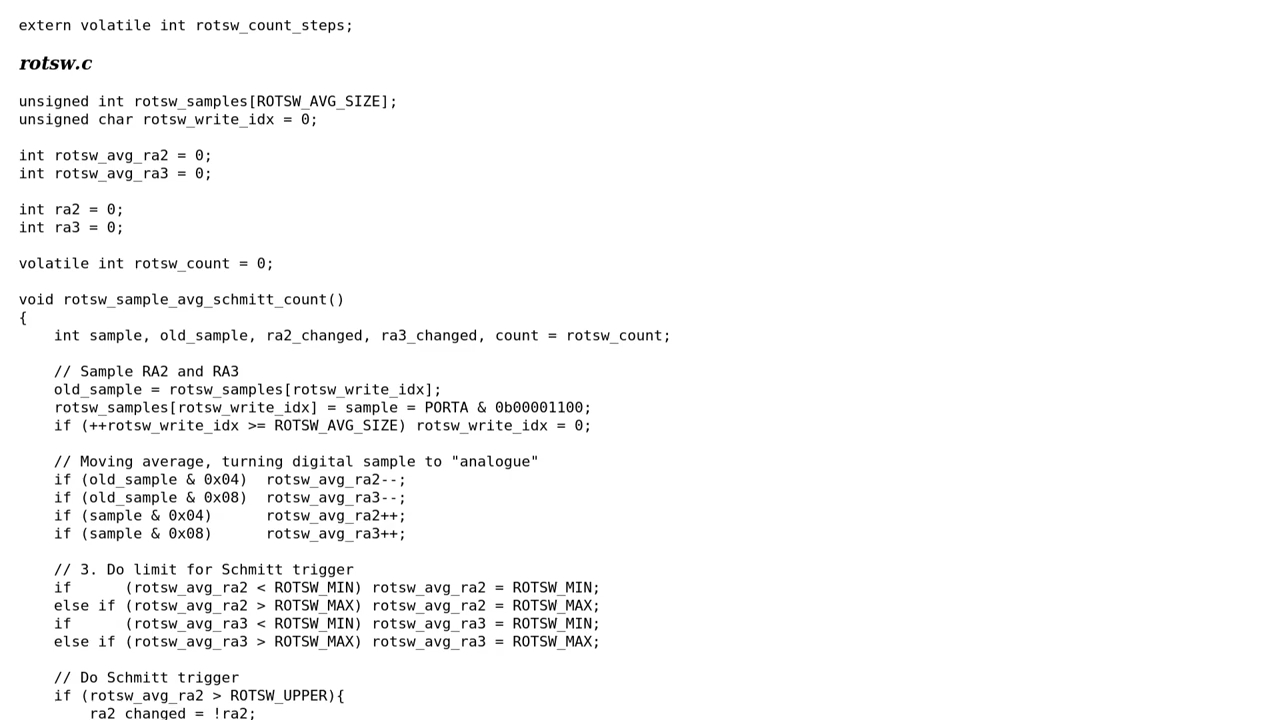 extern volatile int rotsw_count_steps;
rotsw.c
unsigned int rotsw_samples[ROTSW_AVG_SIZE];
unsigned char rotsw_write_idx = 0;
int rotsw_avg_ra2 = 0;
int rotsw_avg_ra3 = 0;
int ra2 = 0;
int ra3 = 0;
volatile int rotsw_count = 0;
void rotsw_sample_avg_schmitt_count()
{
    int sample, old_sample, ra2_changed, ra3_changed, count = rotsw_count;
    // Sample RA2 and RA3
    old_sample = rotsw_samples[rotsw_write_idx];
    rotsw_samples[rotsw_write_idx] = sample = PORTA & 0b00001100;
    if (++rotsw_write_idx >= ROTSW_AVG_SIZE) rotsw_write_idx = 0;
    // Moving average, turning digital sample to "analogue"
    if (old_sample & 0x04)  rotsw_avg_ra2--;
    if (old_sample & 0x08)  rotsw_avg_ra3--;
    if (sample & 0x04)      rotsw_avg_ra2++;
    if (sample & 0x08)      rotsw_avg_ra3++;
    // 3. Do limit for Schmitt trigger
    if      (rotsw_avg_ra2 < ROTSW_MIN) rotsw_avg_ra2 = ROTSW_MIN;
    else if (rotsw_avg_ra2 > ROTSW_MAX) rotsw_avg_ra2 = ROTSW_MAX;
    if      (rotsw_avg_ra3 < ROTSW_MIN) rotsw_avg_ra3 = ROTSW_MIN;
    else if (rotsw_avg_ra3 > ROTSW_MAX) rotsw_avg_ra3 = ROTSW_MAX;
    // Do Schmitt trigger
    if (rotsw_avg_ra2 > ROTSW_UPPER){
        ra2_changed = !ra2;